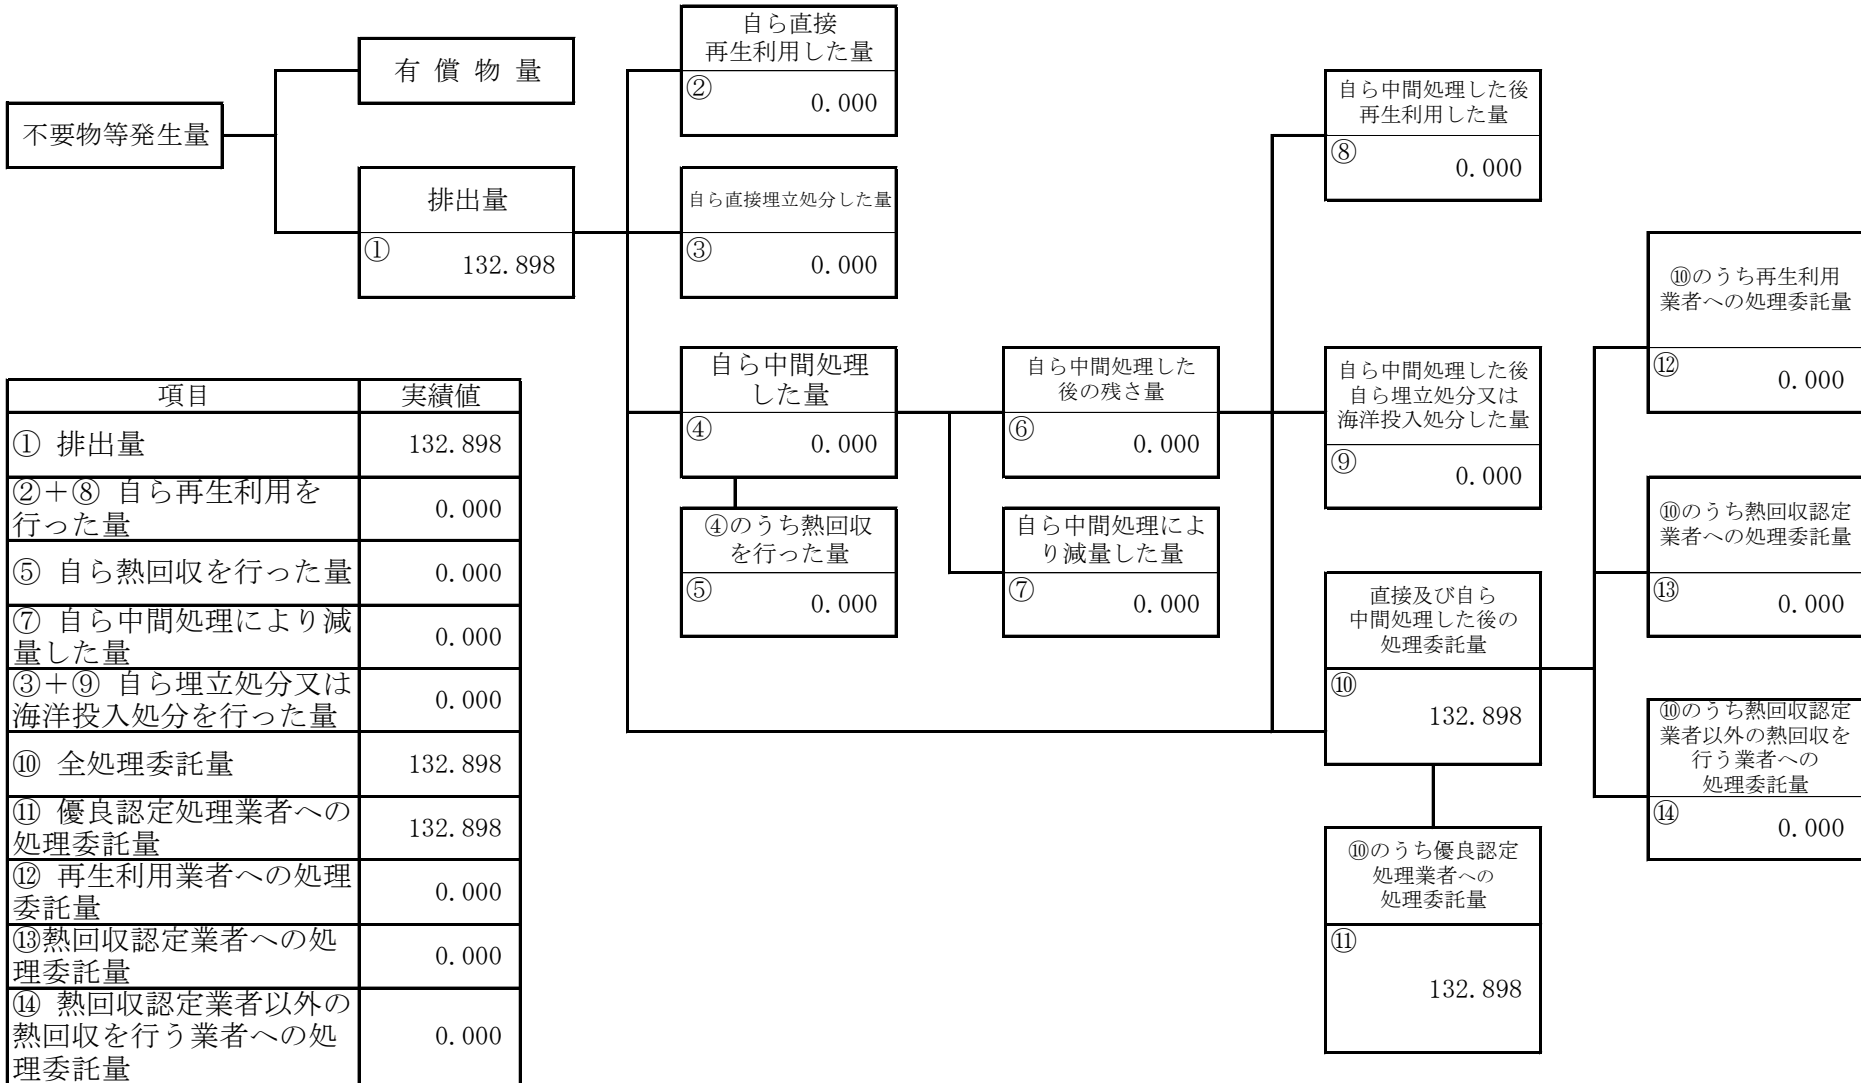 不要物等発生量
有 償 物 量
排出量
①
132.898
自ら直接
再生利用した量
②
0.000
自ら直接埋立処分した量
③
0.000
自ら中間処理
した量
④
0.000
④のうち熱回収
を行った量
⑤
0.000
自ら中間処理した
後の残さ量
⑥
0.000
自ら中間処理によ
り減量した量
⑦
0.000
自ら中間処理した後
再生利用した量
⑧
0.000
自ら中間処理した後
自ら埋立処分又は
海洋投入処分した量
⑨
0.000
直接及び自ら
中間処理した後の
処理委託量
⑩
132.898
⑩のうち優良認定
処理業者への
処理委託量
⑪
132.898
⑩のうち再生利用
業者への処理委託量
⑫
0.000
⑩のうち熱回収認定
業者への処理委託量
⑬
0.000
⑩のうち熱回収認定
業者以外の熱回収を
行う業者への
処理委託量
⑭
0.000
項目 実績値
① 排出量 132.898
②＋⑧ 自ら再生利用を
行った量
0.000
⑤ 自ら熱回収を行った量 0.000
⑦ 自ら中間処理により減
量した量
0.000
③＋⑨ 自ら埋立処分又は
海洋投入処分を行った量
0.000
⑩ 全処理委託量 132.898
⑪ 優良認定処理業者への
処理委託量
132.898
⑫ 再生利用業者への処理
委託量
0.000
⑬熱回収認定業者への処
理委託量
0.000
⑭ 熱回収認定業者以外の
熱回収を行う業者への処
理委託量
0.000